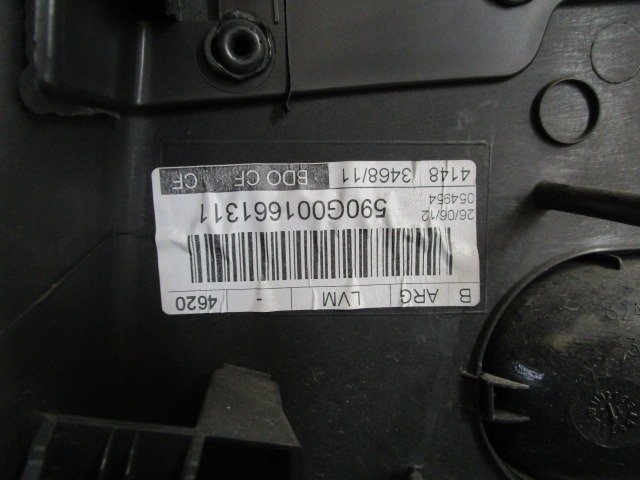 B ARG LVM - 4620
590G001661311
26/06/12
054954
4148 3468/11 BDO CF CF